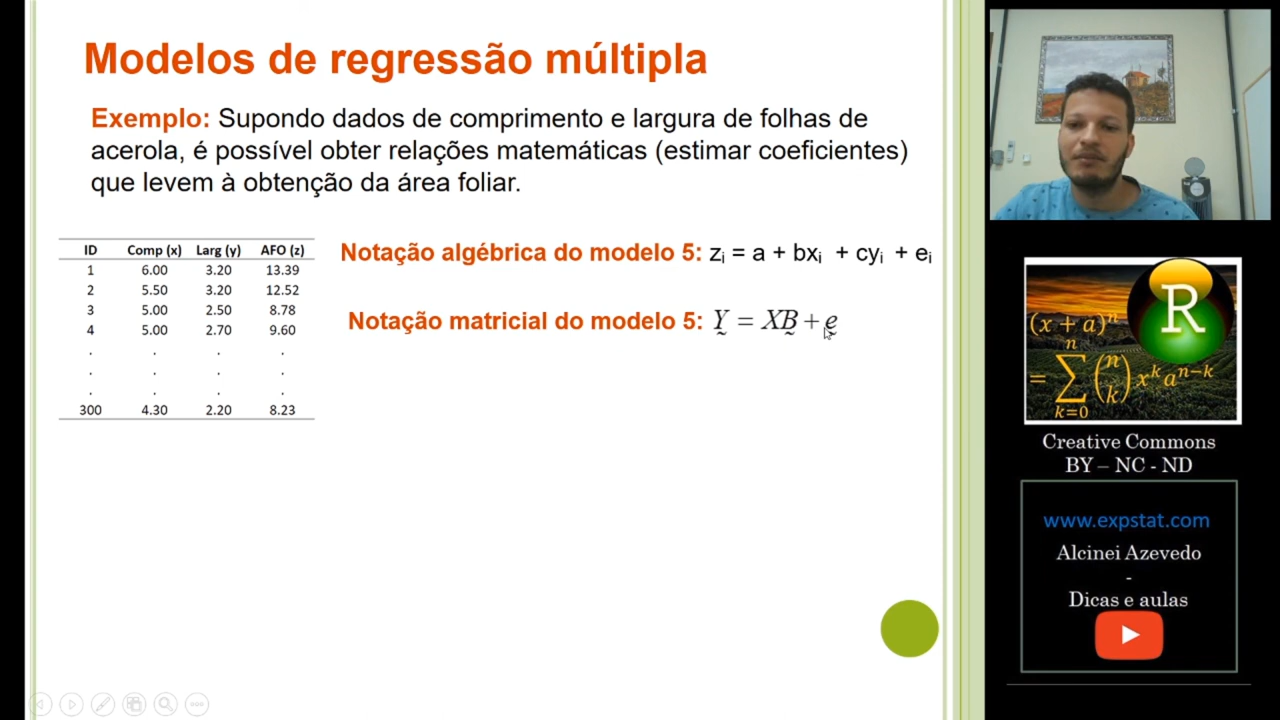 Modelos de regressão múltipla
Exemplo: Supondo dados de comprimento e largura de folhas de
acerola, é possível obter relações matemáticas (estimar coeficientes)
que levem à obtenção da área foliar.
ID Comp (x) Larg (y) AFO (z)
1 6.00 3.20 13.39
2 5.50 3.20 12.52
3 5.00 2.50 8.78
4 5.00 2.70 9.60
. . . .
. . . .
. . . .
300 4.30 2.20 8.23
Notação algébrica do modelo 5: zᵢ = a + bxᵢ + cyᵢ + eᵢ
Notação matricial do modelo 5: Y = XB + e
R
(x + a)ⁿ
= ∑ₖ₌₀ⁿ (n k) xᵏaⁿ⁻ᵏ
Creative Commons
BY – NC - ND
www.expstat.com
Alcinei Azevedo
-
Dicas e aulas